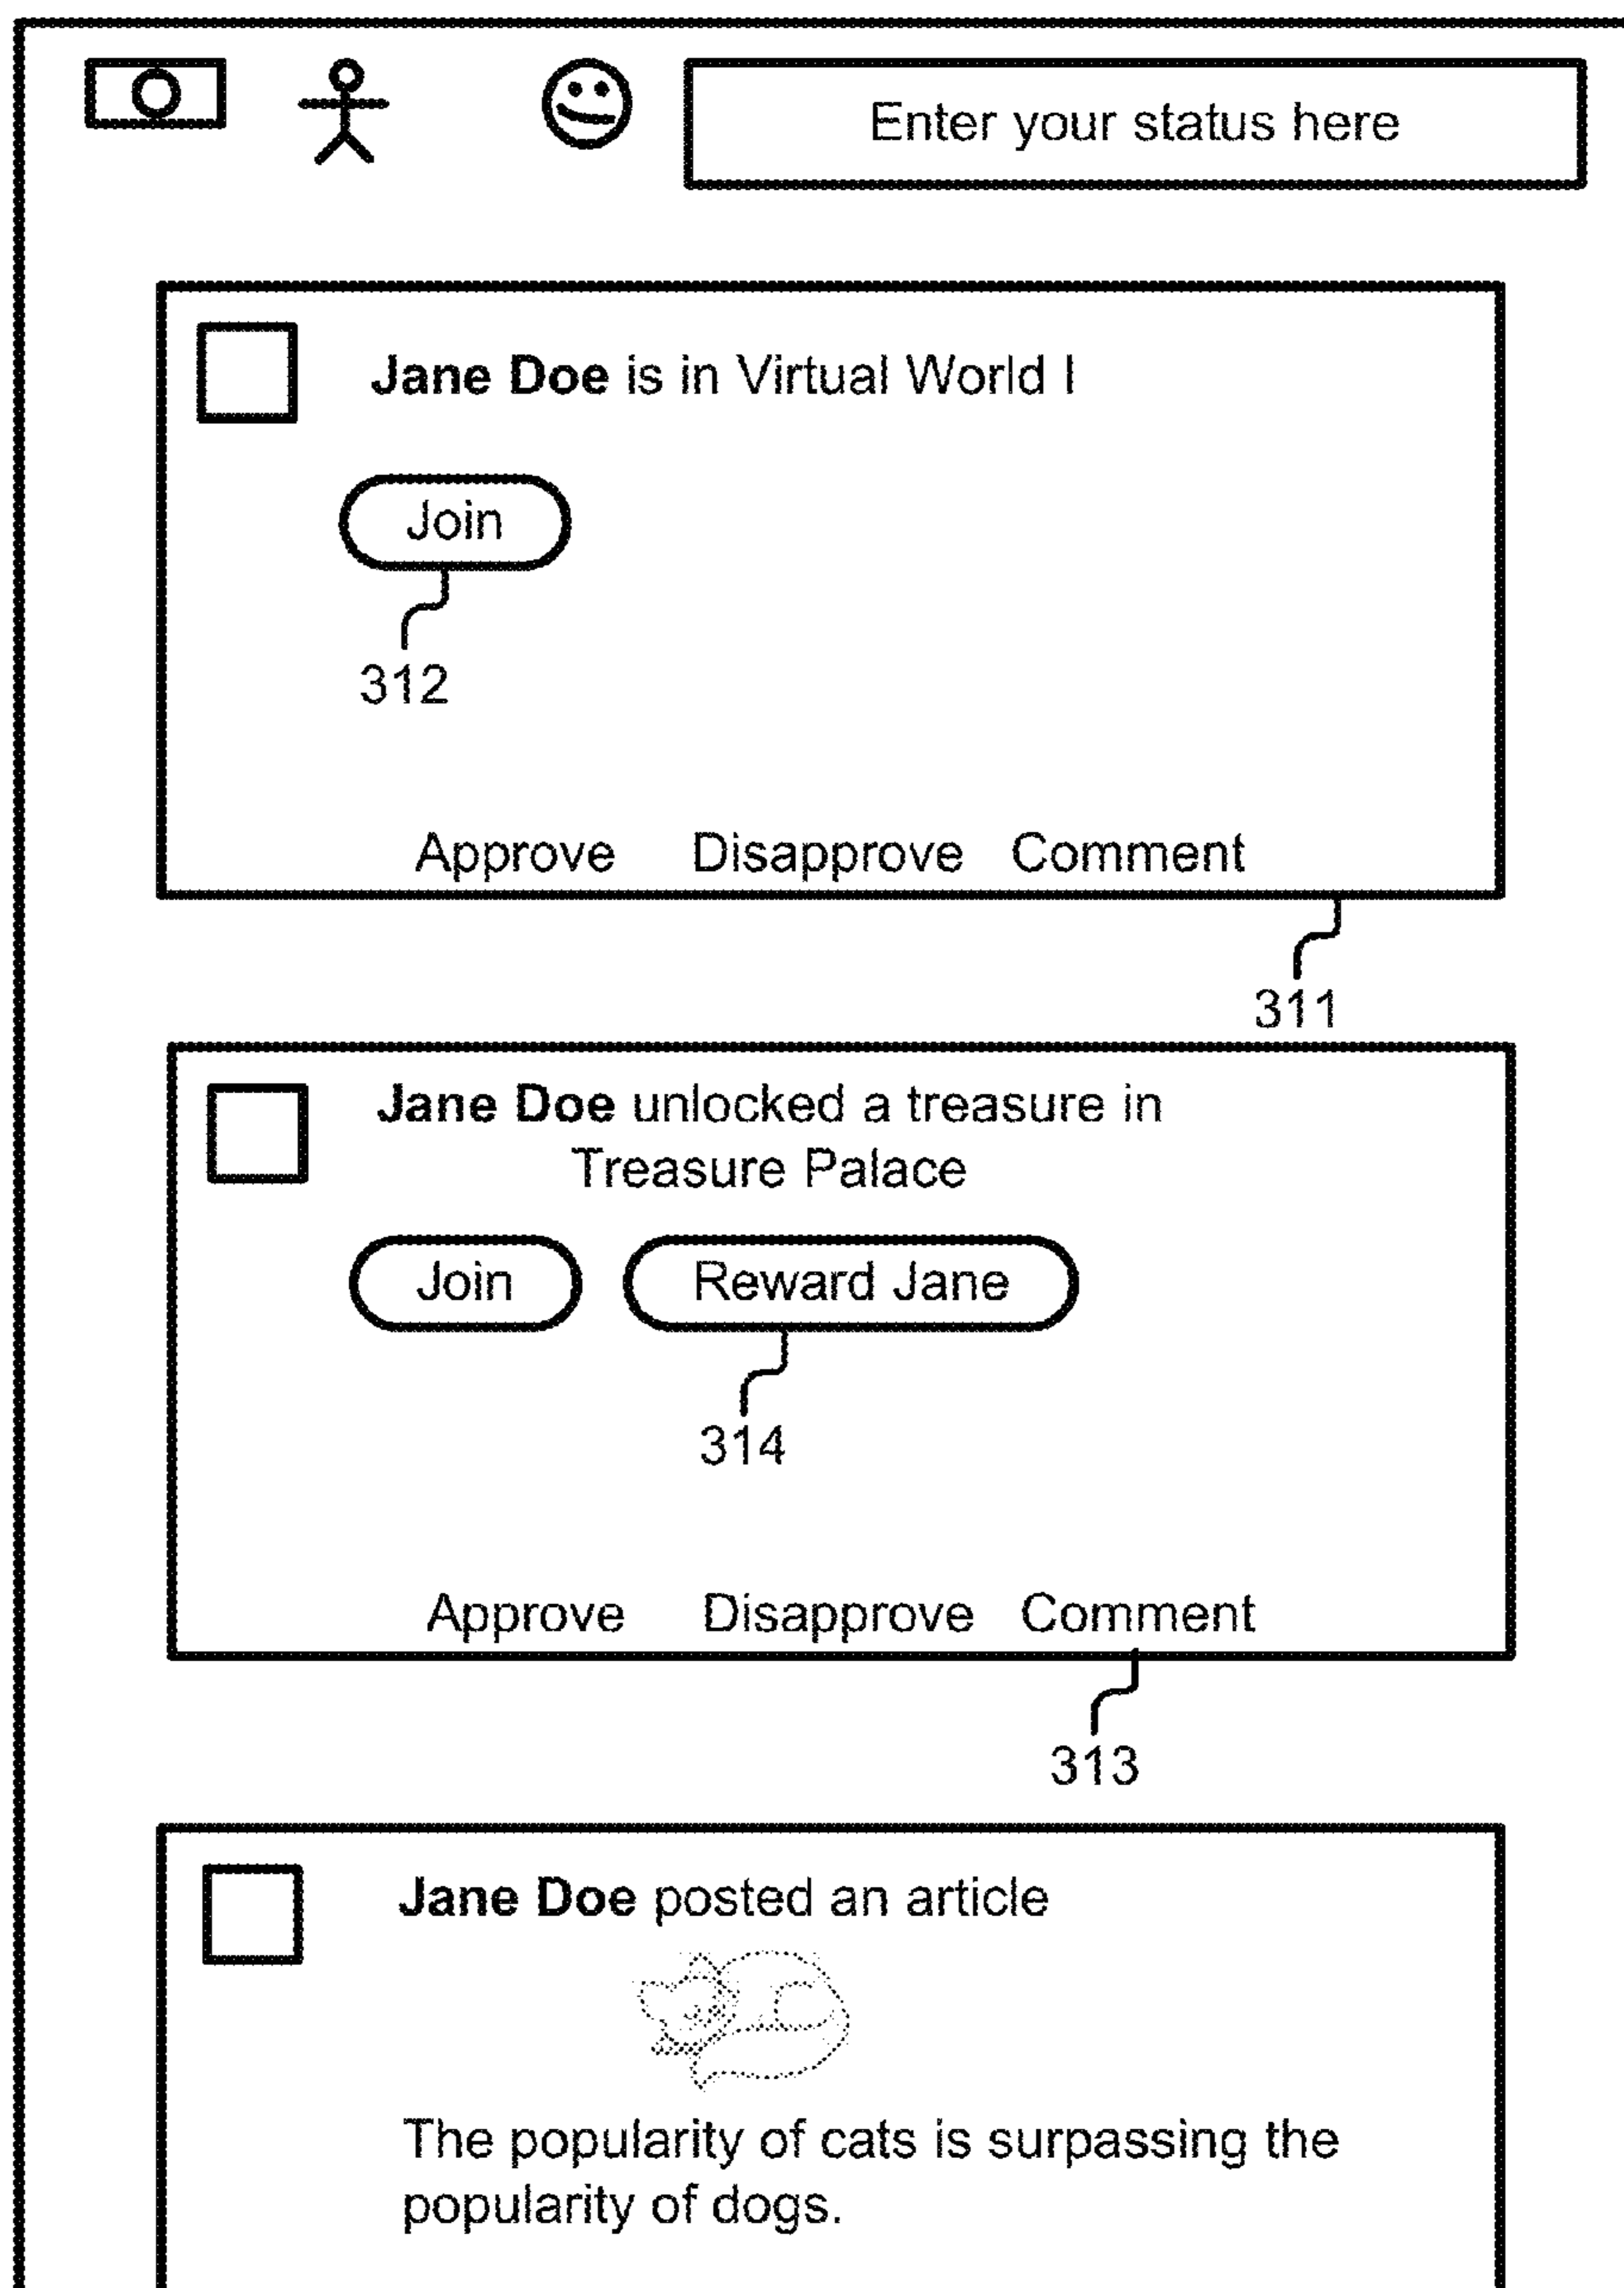 Enter your status here
Jane Doe is in Virtual World I
Join
312
Approve Disapprove Comment
311
Jane Doe unlocked a treasure in
Treasure Palace
Join Reward Jane
314
Approve Disapprove Comment
313
Jane Doe posted an article
The popularity of cats is surpassing the
popularity of dogs.